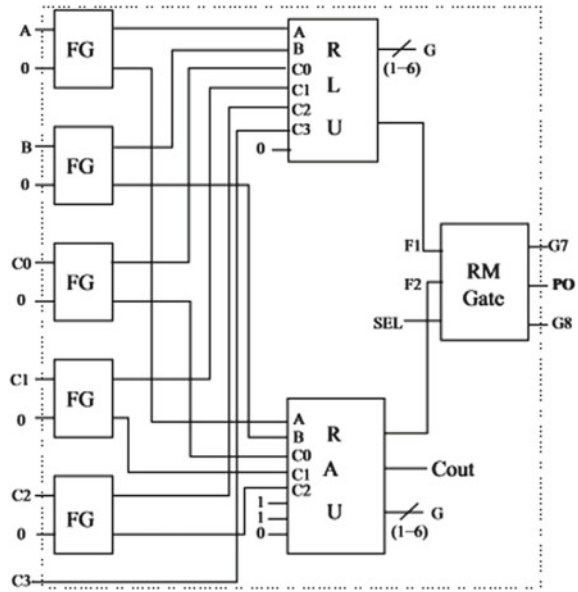 A
0
FG
B
0
FG
C0
0
FG
C1
0
FG
C2
0
FG
C3
A
B
C0
C1
C2
C3
0
R
L
U
G
(1–6)
F1
F2
SEL
RM
Gate
G7
PO
G8
A
B
C0
C1
C2
1
1
0
R
A
U
Cout
G
(1–6)